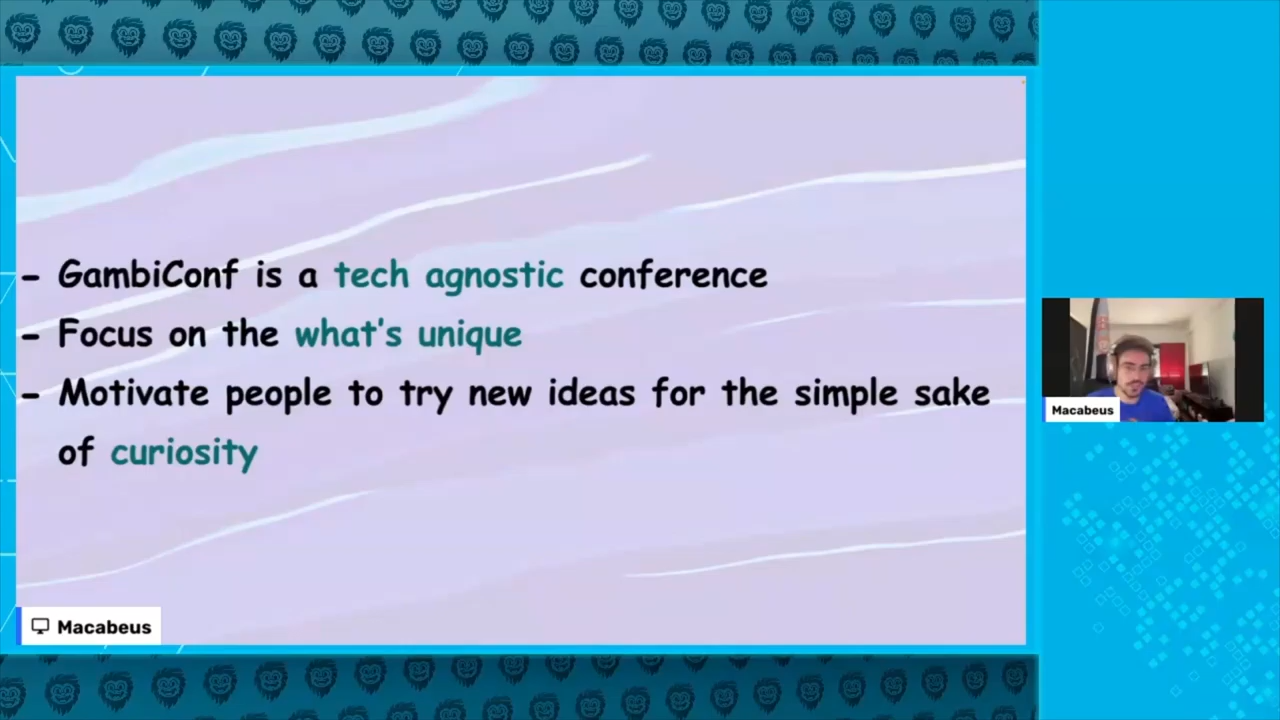 - GambiConf is a tech agnostic conference
- Focus on the what's unique
- Motivate people to try new ideas for the simple sake
of curiosity
Macabeus
Macabeus